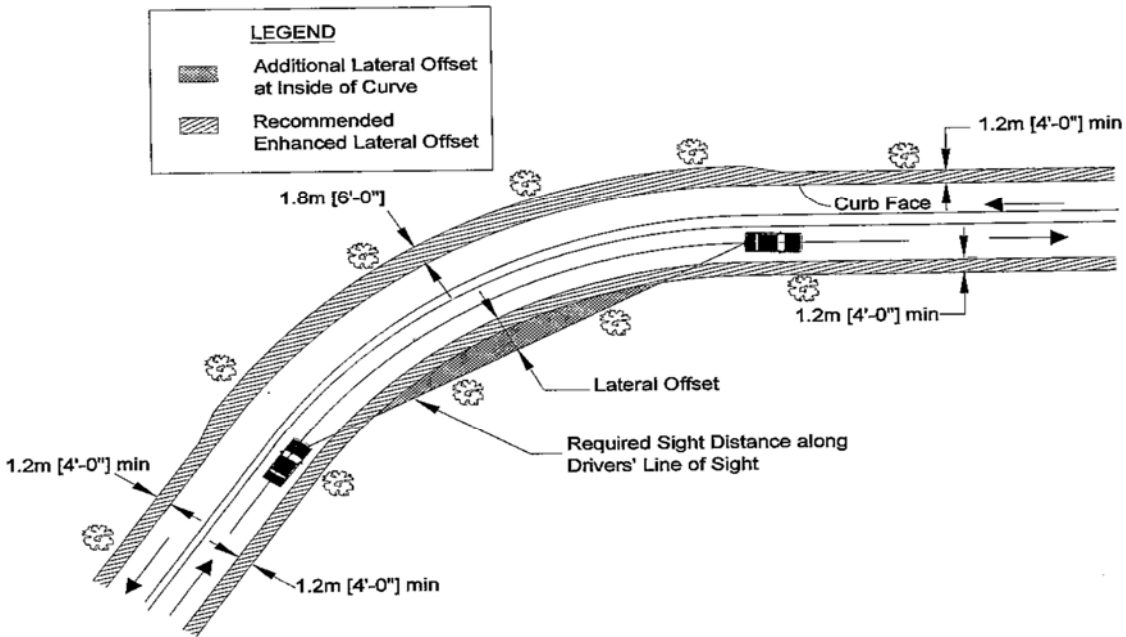 LEGEND
Additional Lateral Offset
at Inside of Curve
Recommended
Enhanced Lateral Offset
1.2m [4'-0"] min
1.8m [6'-0"]
Curb Face
1.2m [4'-0"] min
Lateral Offset
Required Sight Distance along
Drivers' Line of Sight
1.2m [4'-0"] min
1.2m [4'-0"] min